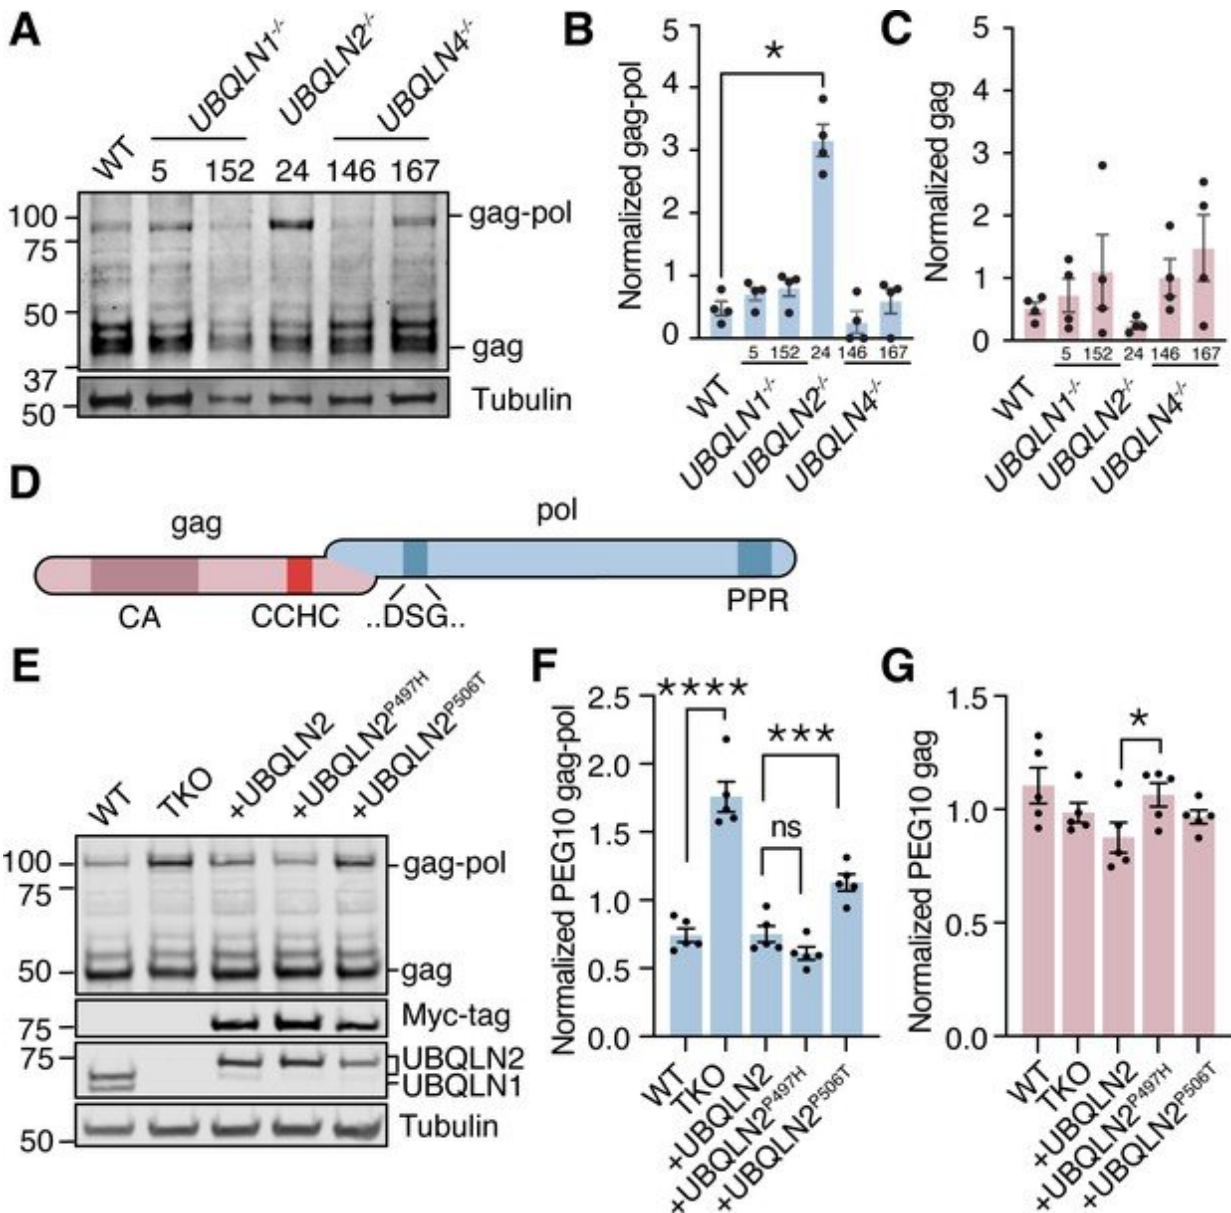 A
UBQLN1-/-
UBQLN2-/-
UBQLN4-/-
WT
5 152 24 146 167
100
75
50
37
50
gag-pol
gag
Tubulin
B
Normalized gag-pol
5
4
3
2
1
0
*
5 152 24 146 167
WT
UBQLN1-/-
UBQLN2-/-
UBQLN4-/-
C
Normalized gag
5
4
3
2
1
0
5 152 24 146 167
WT
UBQLN1-/-
UBQLN2-/-
UBQLN4-/-
D
gag
pol
CA
CCHC
..DSG..
PPR
E
WT
TKO
+UBQLN2
+UBQLN2P497H
+UBQLN2P506T
100
75
50
75
75
50
gag-pol
gag
Myc-tag
UBQLN2
UBQLN1
Tubulin
F
Normalized PEG10 gag-pol
2.5
2.0
1.5
1.0
0.5
0.0
****
***
ns
WT
TKO
+UBQLN2
+UBQLN2P497H
+UBQLN2P506T
G
Normalized PEG10 gag
1.5
1.0
0.5
0.0
*
WT
TKO
+UBQLN2
+UBQLN2P497H
+UBQLN2P506T